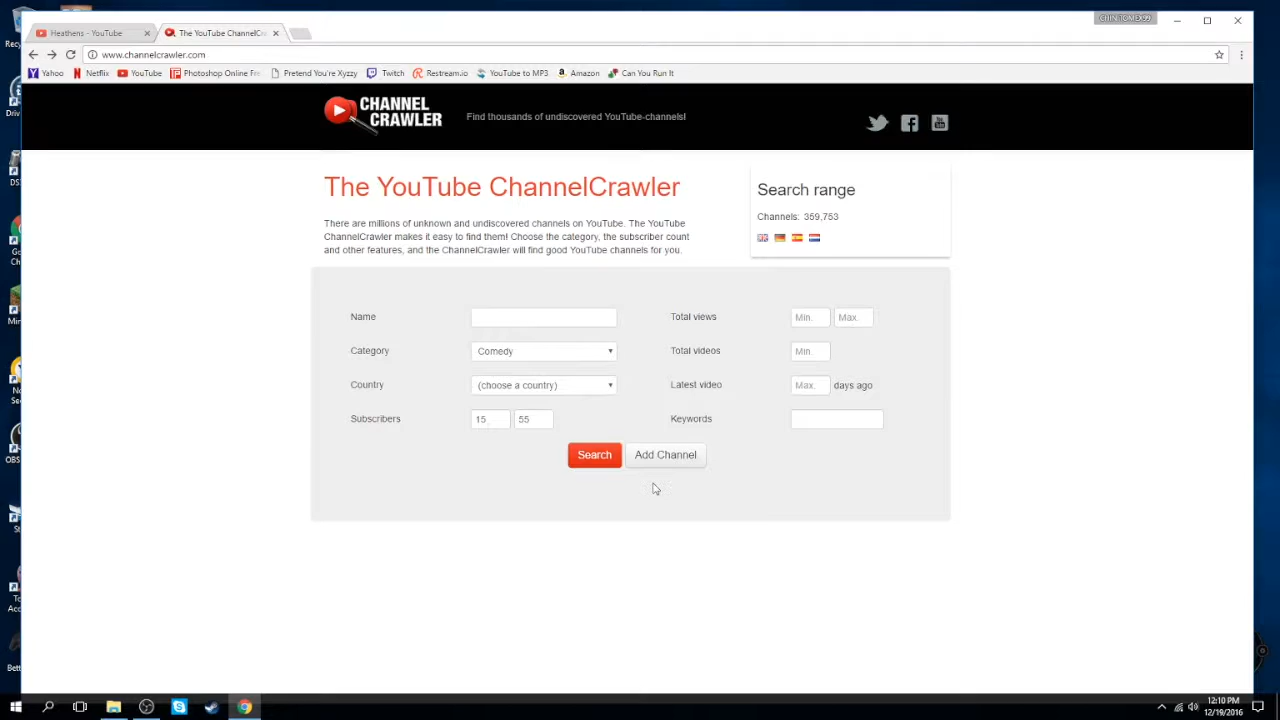 CHIN TOMEX99
Heathens - YouTube
The YouTube ChannelCra
www.channelcrawler.com
Yahoo
Netflix
YouTube
Photoshop Online Fre
Pretend You're Xyzzy
Twitch
Restream.io
YouTube to MP3
Amazon
Can You Run It
CHANNEL
CRAWLER
Find thousands of undiscovered YouTube-channels!
The YouTube ChannelCrawler
There are millions of unknown and undiscovered channels on YouTube. The YouTube
ChannelCrawler makes it easy to find them! Choose the category, the subscriber count
and other features, and the ChannelCrawler will find good YouTube channels for you.
Search range
Channels: 359,753
Name
Total views
Min.
Max.
Category
Comedy
Total videos
Min.
Country
(choose a country)
Latest video
Max.
days ago
Subscribers
15
55
Keywords
Search
Add Channel
12:10 PM
12/19/2016